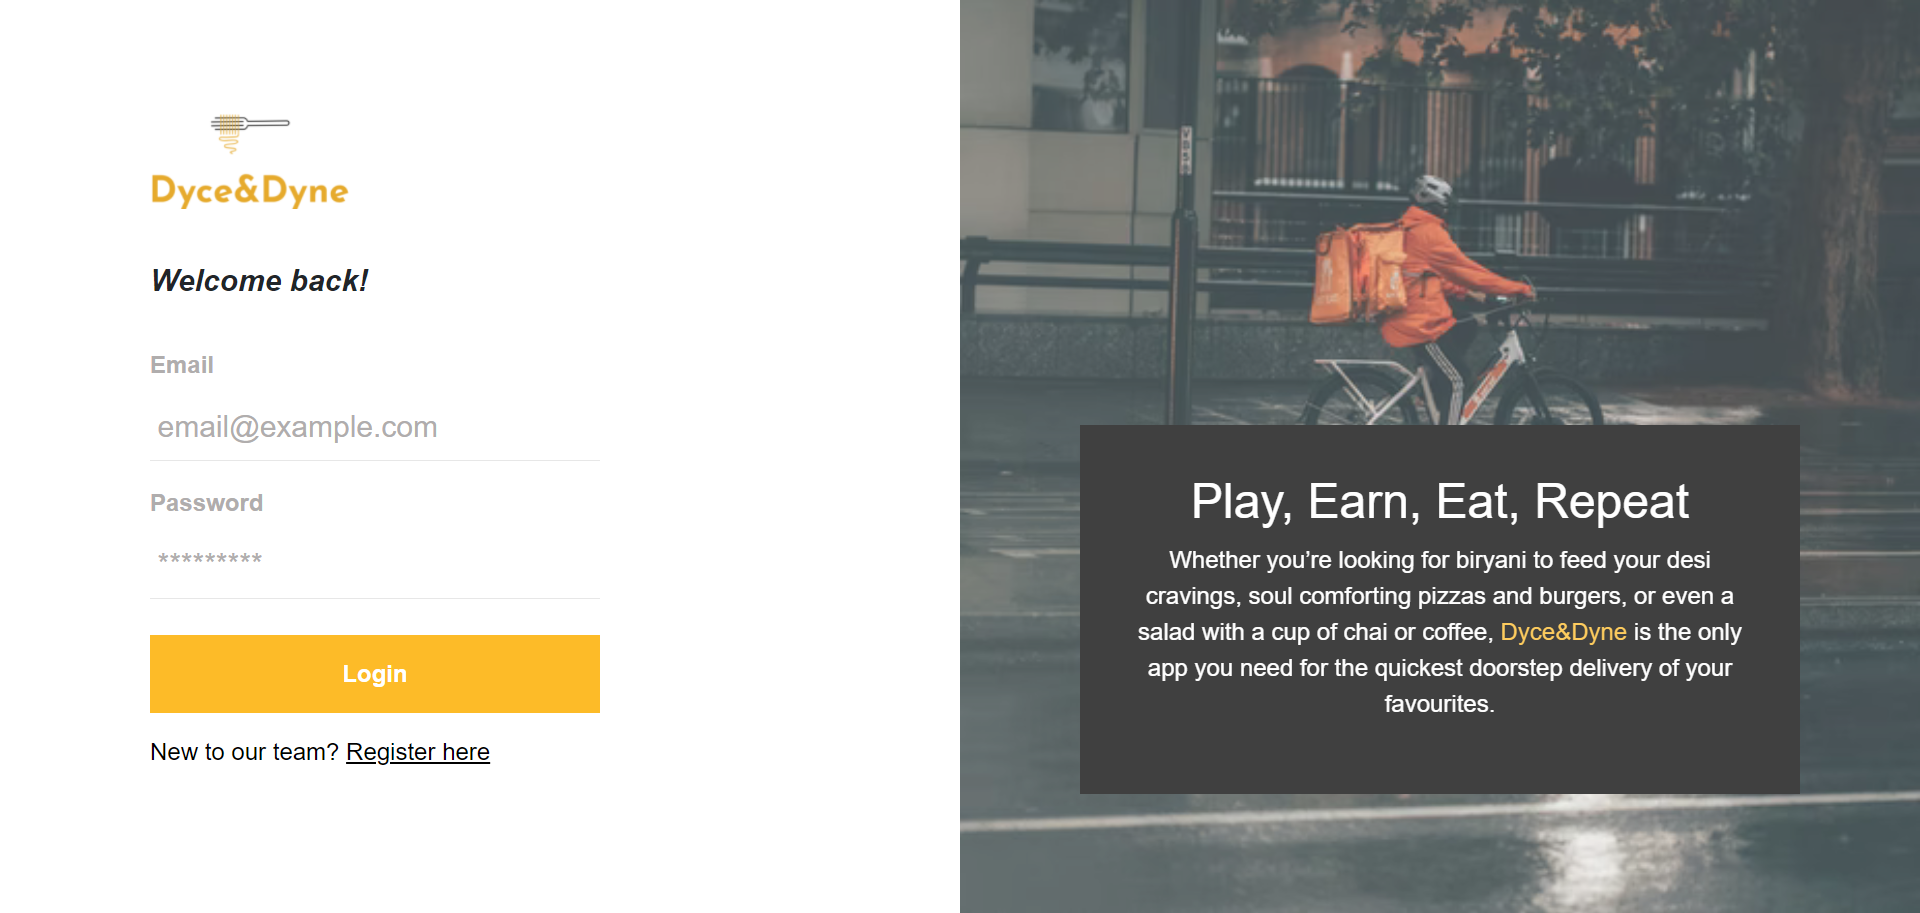 Dyce&Dyne
Welcome back!
Email
email@example.com
Password
*********
Login
New to our team? Register here
Play, Earn, Eat, Repeat
Whether you’re looking for biryani to feed your desi
cravings, soul comforting pizzas and burgers, or even a
salad with a cup of chai or coffee, Dyce&Dyne is the only
app you need for the quickest doorstep delivery of your
favourites.